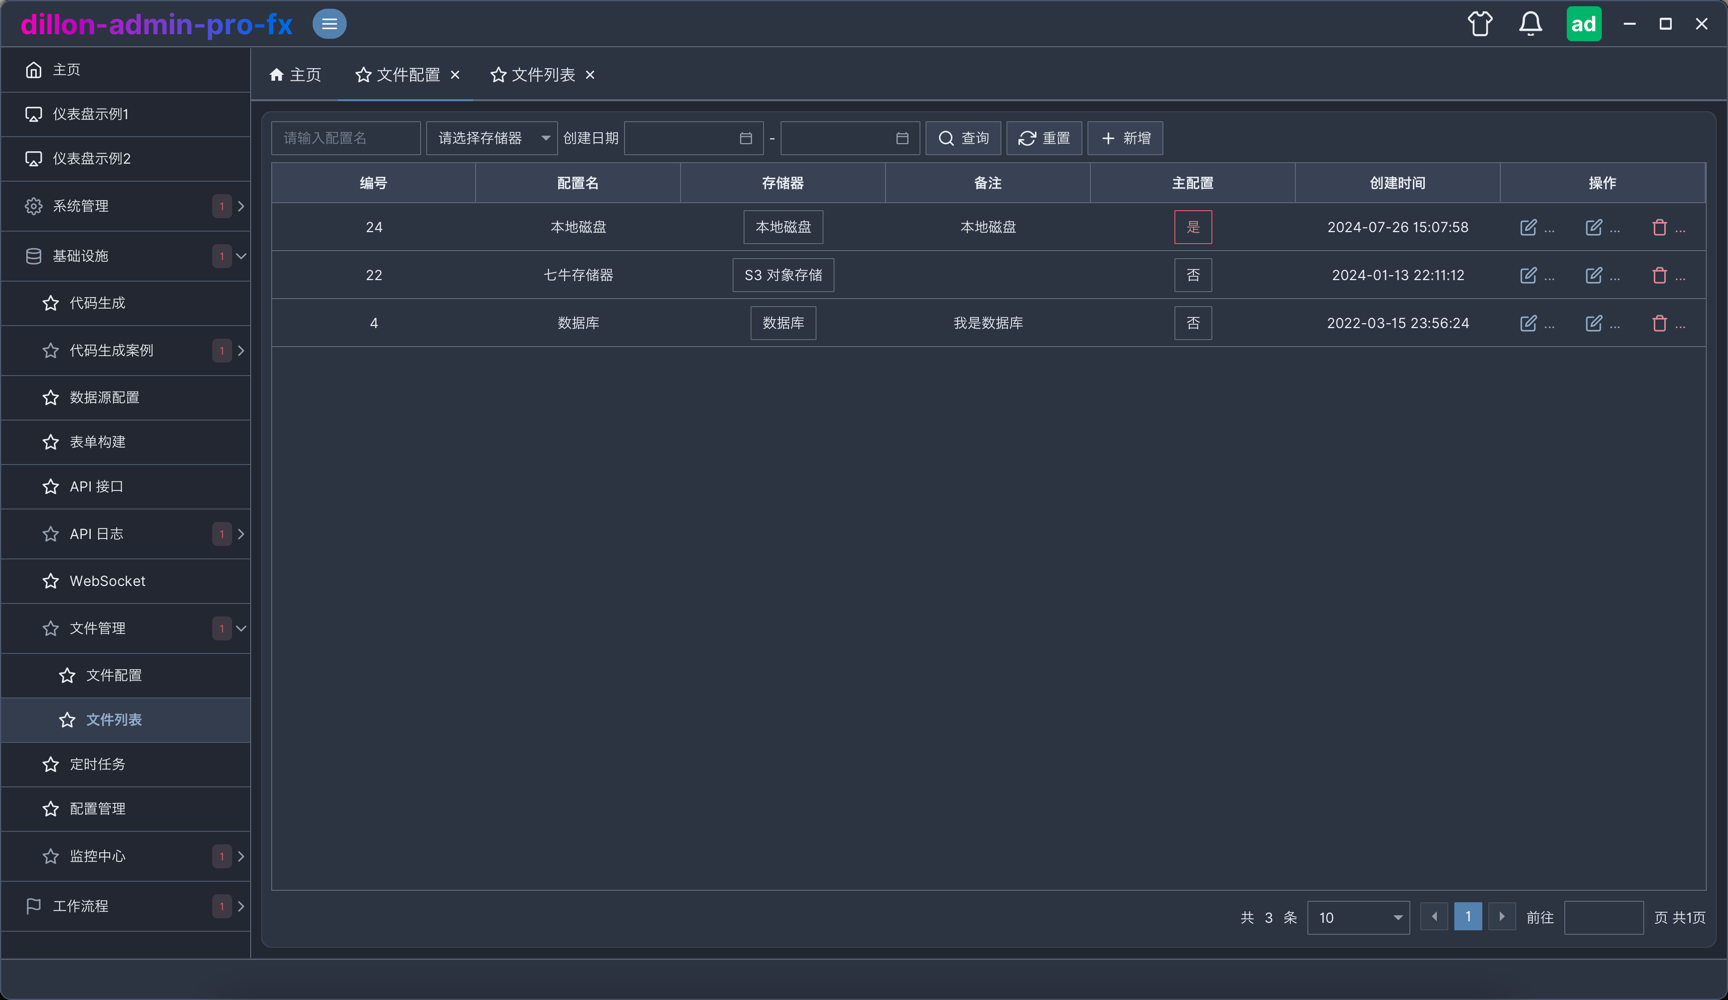 dillon-admin-pro-fx
ad
主页
仪表盘示例1
仪表盘示例2
系统管理 1
基础设施 1
代码生成
代码生成案例 1
数据源配置
表单构建
API 接口
API 日志 1
WebSocket
文件管理 1
文件配置
文件列表
定时任务
配置管理
监控中心 1
工作流程 1
主页 文件配置 文件列表
请输入配置名 请选择存储器 创建日期 - 查询 重置 新增
编号 配置名 存储器 备注 主配置 创建时间 操作
24 本地磁盘 本地磁盘 本地磁盘 是 2024-07-26 15:07:58 ... ... ...
22 七牛存储器 S3 对象存储 否 2024-01-13 22:11:12 ... ... ...
4 数据库 数据库 我是数据库 否 2022-03-15 23:56:24 ... ... ...
共 3 条 10 1 前往 页 共1页